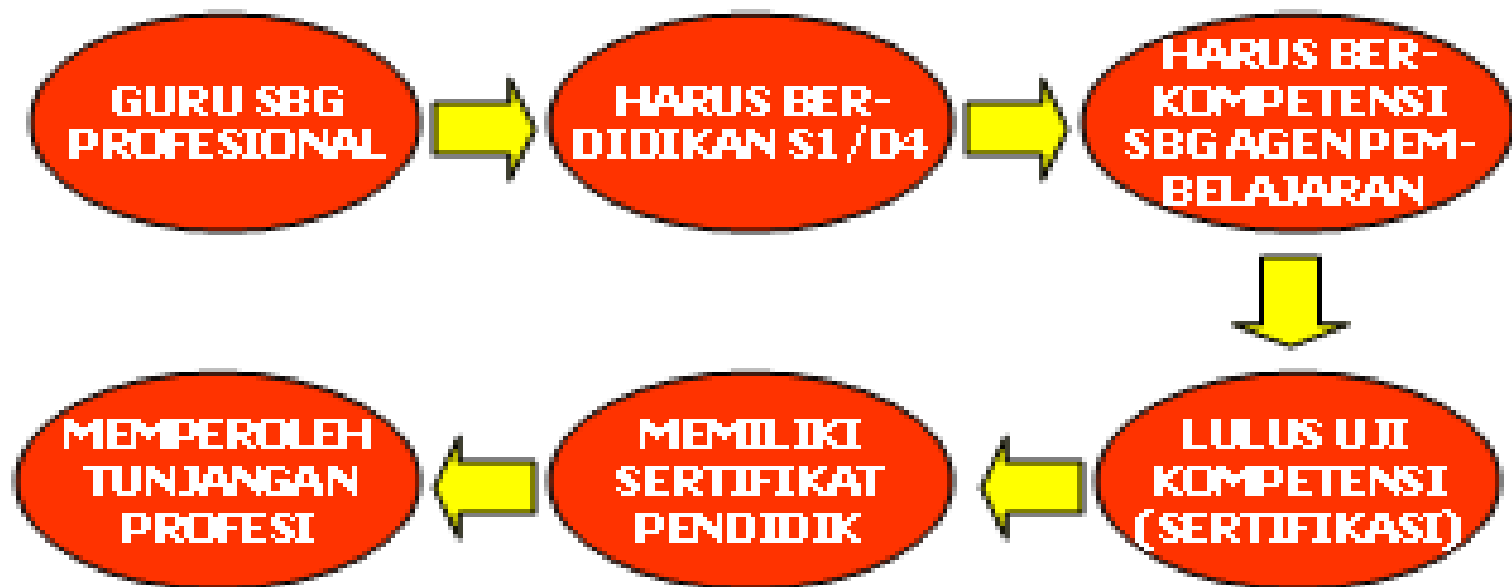 GURU SBG
PROFESIONAL
HARUS BER-
DIDIKAN S1/D4
HARUS BER-
KOMPETENSI
SBG AGEN PEM-
BELAJARAN
LULUS UJI
KOMPETENSI
(SERTIFIKASI)
MEMILIKI
SERTIFIKAT
PENDIDIK
MEMPEROLEH
TUNJANGAN
PROFESI